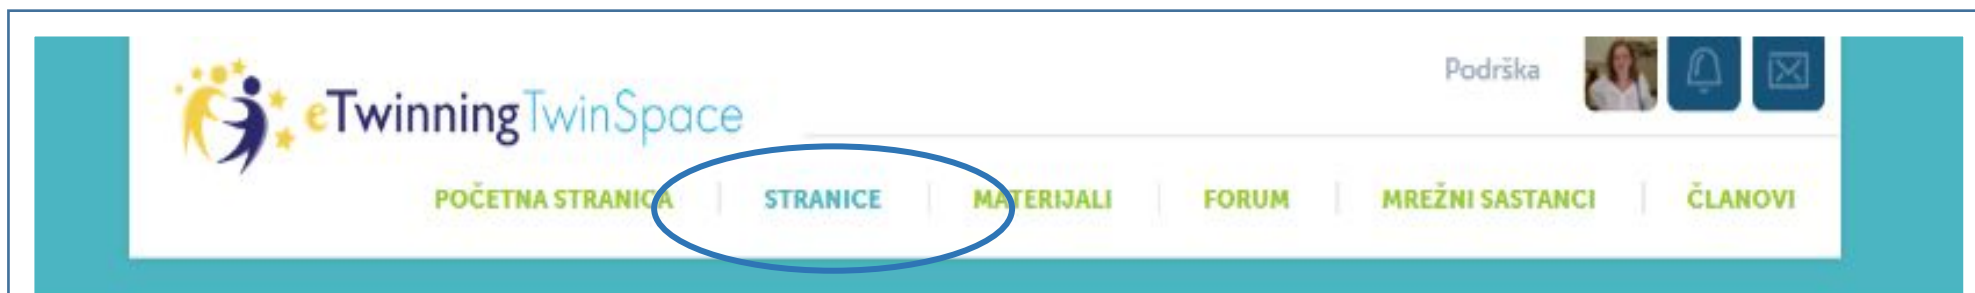 Podrška
eTwinning TwinSpace
POČETNA STRANICA STRANICE MATERIJALI FORUM MREŽNI SASTANCI ČLANOVI